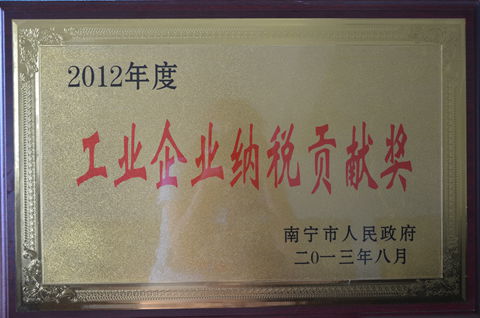 2012年度
工业企业纳税贡献奖
南宁市人民政府
二0一三年八月